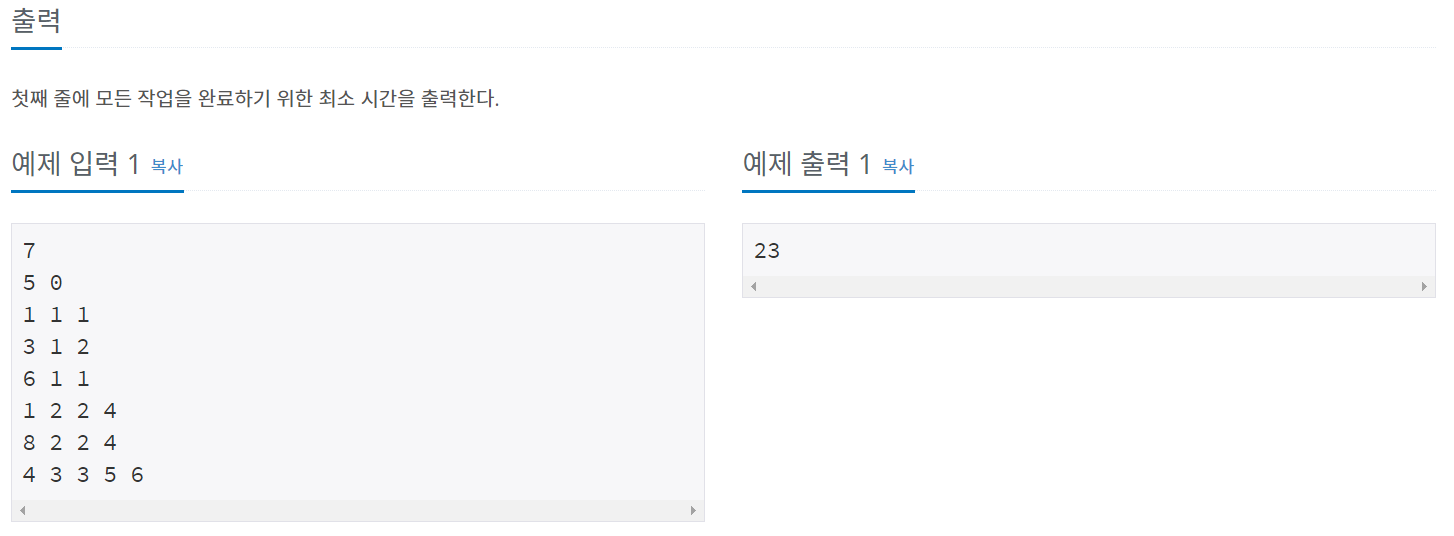 출력
첫째 줄에 모든 작업을 완료하기 위한 최소 시간을 출력한다.
예제 입력 1 복사
7
5 0
1 1 1
3 1 2
6 1 1
1 2 2 4
8 2 2 4
4 3 3 5 6
예제 출력 1 복사
23